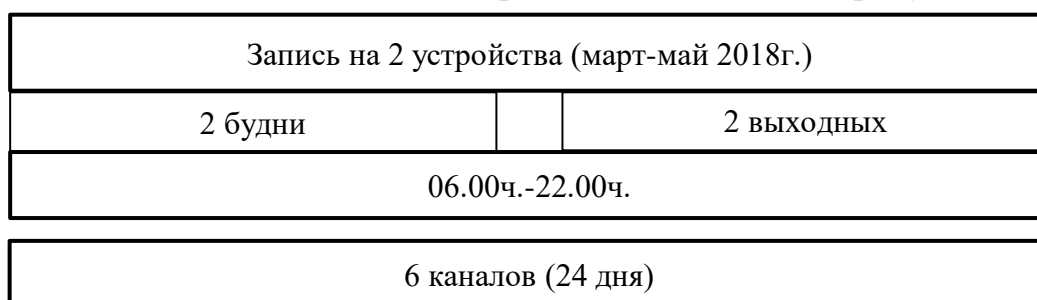 Запись на 2 устройства (март-май 2018г.)
2 будни
2 выходных
06.00ч.-22.00ч.
6 каналов (24 дня)